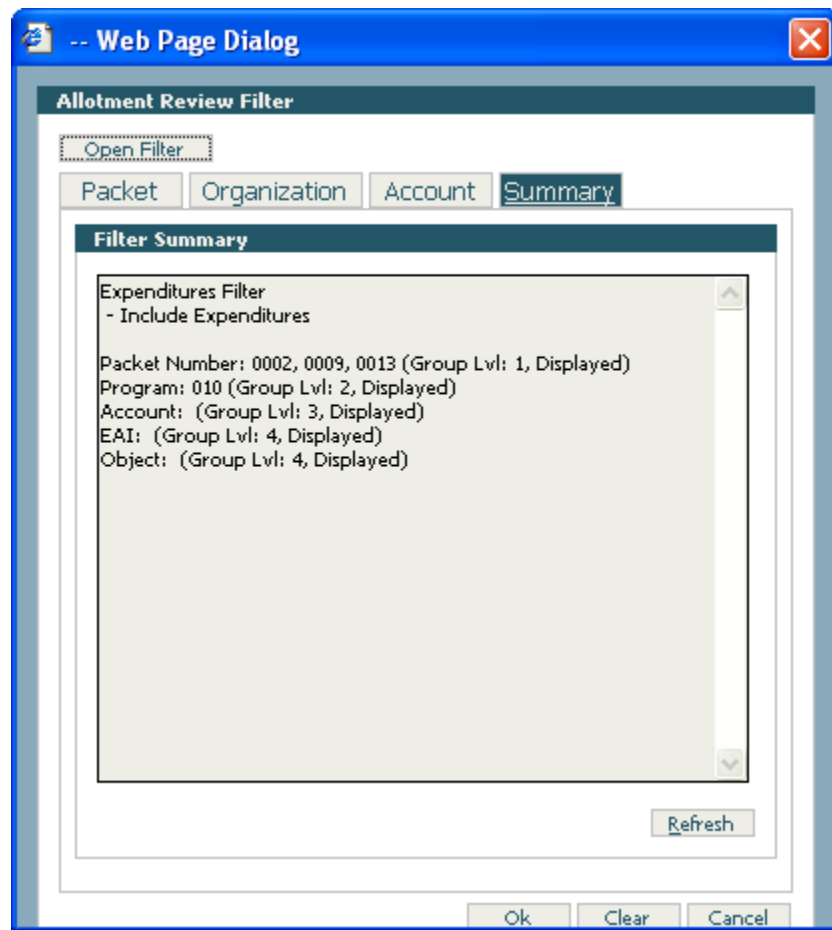 -- Web Page Dialog
Allotment Review Filter
Open Filter
Packet Organization Account Summary
Filter Summary
Expenditures Filter
- Include Expenditures
Packet Number: 0002, 0009, 0013 (Group Lvl: 1, Displayed)
Program: 010 (Group Lvl: 2, Displayed)
Account:  (Group Lvl: 3, Displayed)
EAI:  (Group Lvl: 4, Displayed)
Object:  (Group Lvl: 4, Displayed)
Refresh
Ok Clear Cancel